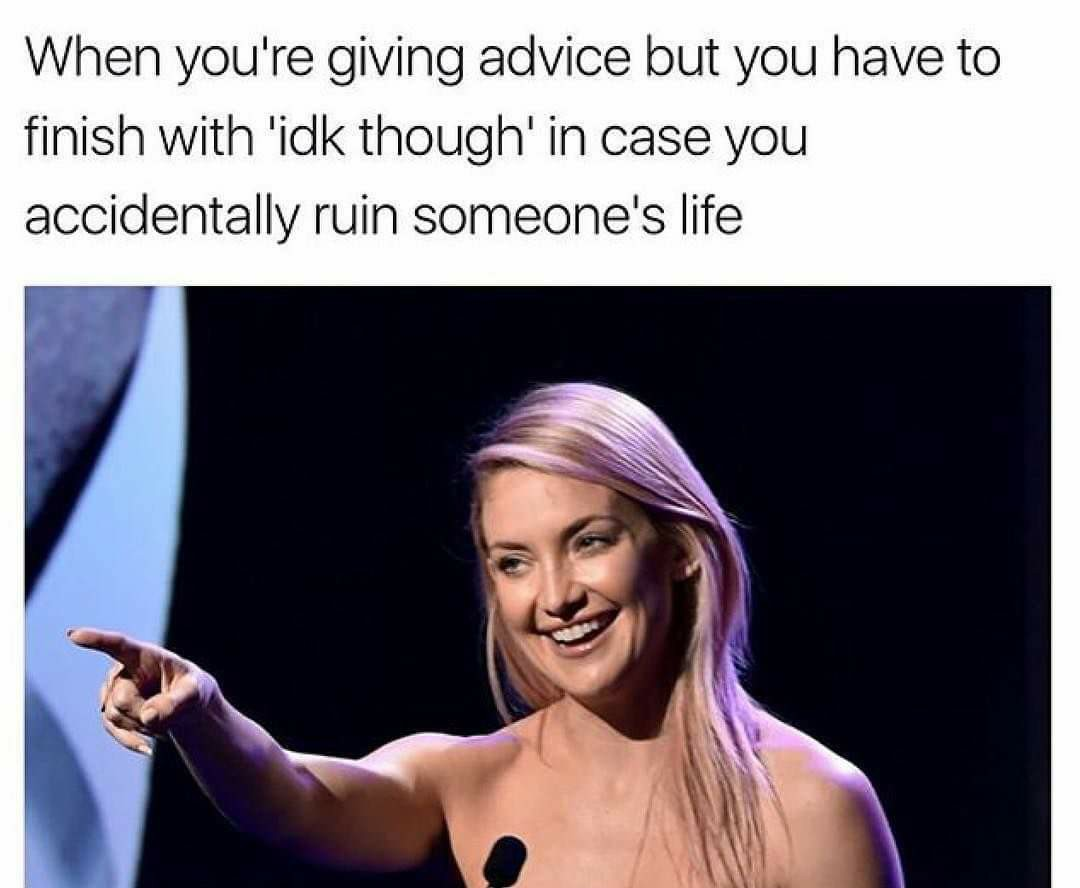 When you're giving advice but you have to
finish with 'idk though' in case you
accidentally ruin someone's life